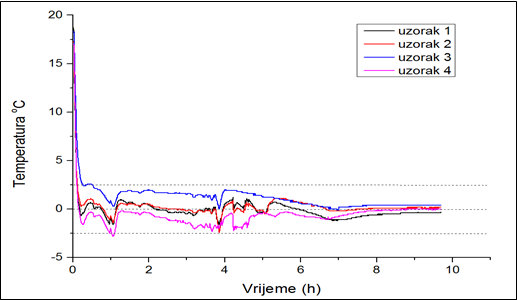 20
15
10
5
0
-5
0
2
4
6
8
10
Temperatura ⁰C
Vrijeme (h)
uzorak 1
uzorak 2
uzorak 3
uzorak 4